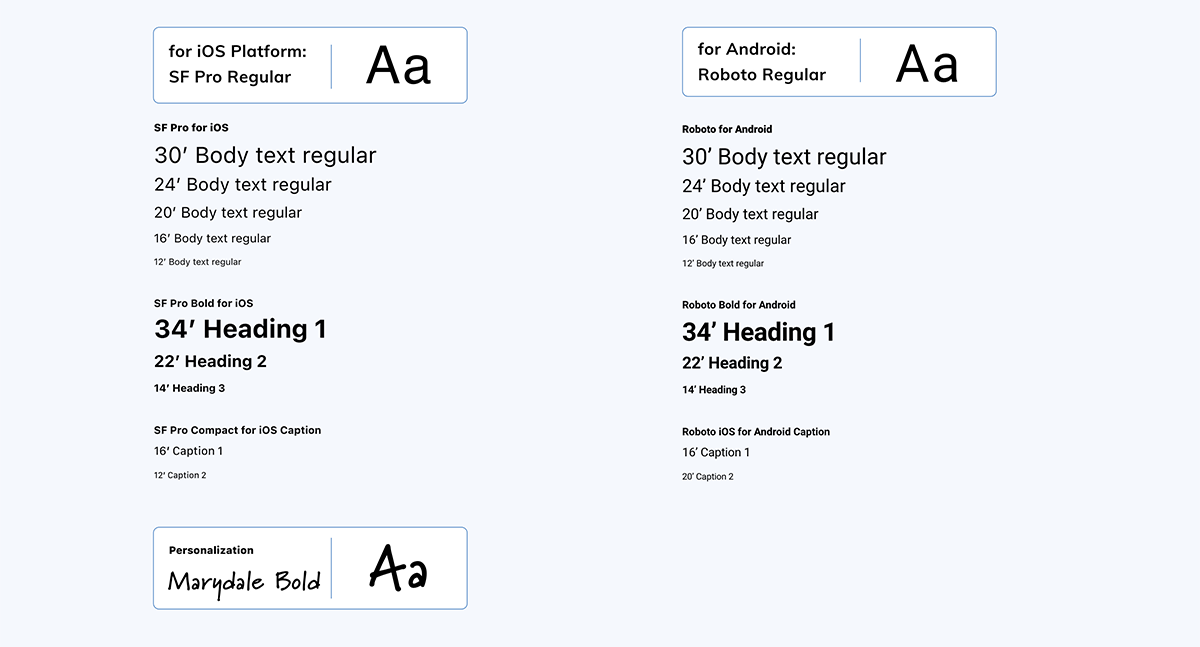 for iOS Platform:
SF Pro Regular
Aa
SF Pro for iOS
30′ Body text regular
24′ Body text regular
20′ Body text regular
16′ Body text regular
12′ Body text regular
SF Pro Bold for iOS
34′ Heading 1
22′ Heading 2
14′ Heading 3
SF Pro Compact for iOS Caption
16′ Caption 1
12′ Caption 2
Personalization
Marydale Bold
Aa
for Android:
Roboto Regular
Aa
Roboto for Android
30′ Body text regular
24′ Body text regular
20′ Body text regular
16′ Body text regular
12′ Body text regular
Roboto Bold for Android
34′ Heading 1
22′ Heading 2
14′ Heading 3
Roboto iOS for Android Caption
16′ Caption 1
20′ Caption 2